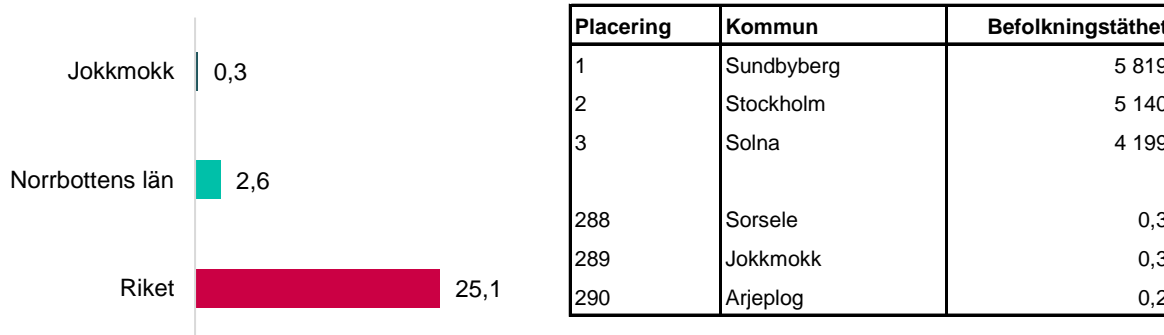 Jokkmokk 0,3
Norrbottens län 2,6
Riket 25,1
Placering Kommun Befolkningstäthet
1 Sundbyberg 5 819
2 Stockholm 5 140
3 Solna 4 199
288 Sorsele 0,3
289 Jokkmokk 0,3
290 Arjeplog 0,2